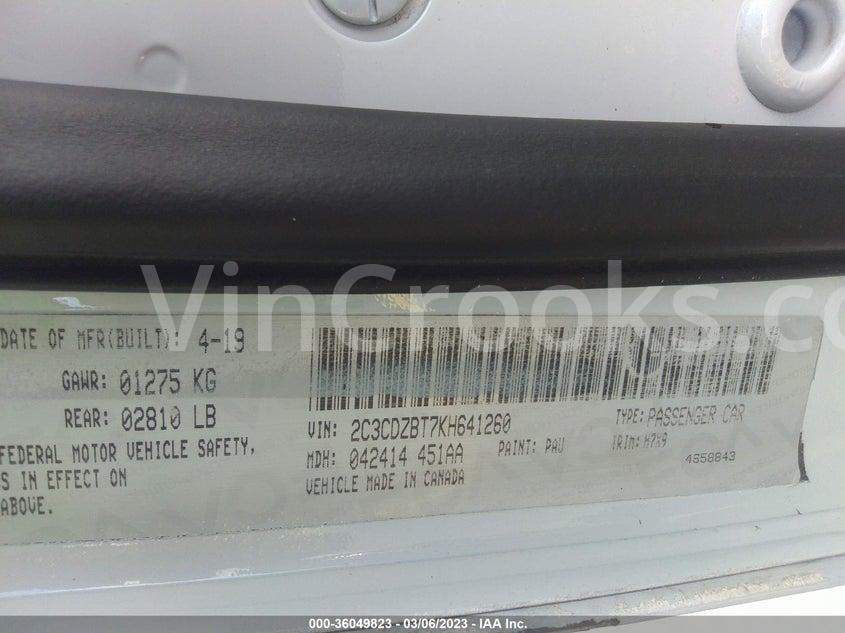 VinCrooks.co
DATE OF MFR(BUILT): 4-19
GAWR: 01275 KG
REAR: 02810 LB
FEDERAL MOTOR VEHICLE SAFETY,
S IN EFFECT ON
ABOVE.
VIN: 2C3CDZBT7KH641260
TYPE: PASSENGER CAR
MDH: 042414 451AA
PAINT: PAU
TRIM: H7X9
VEHICLE MADE IN CANADA
4658843
000-36049823 - 03/06/2023 - IAA Inc.